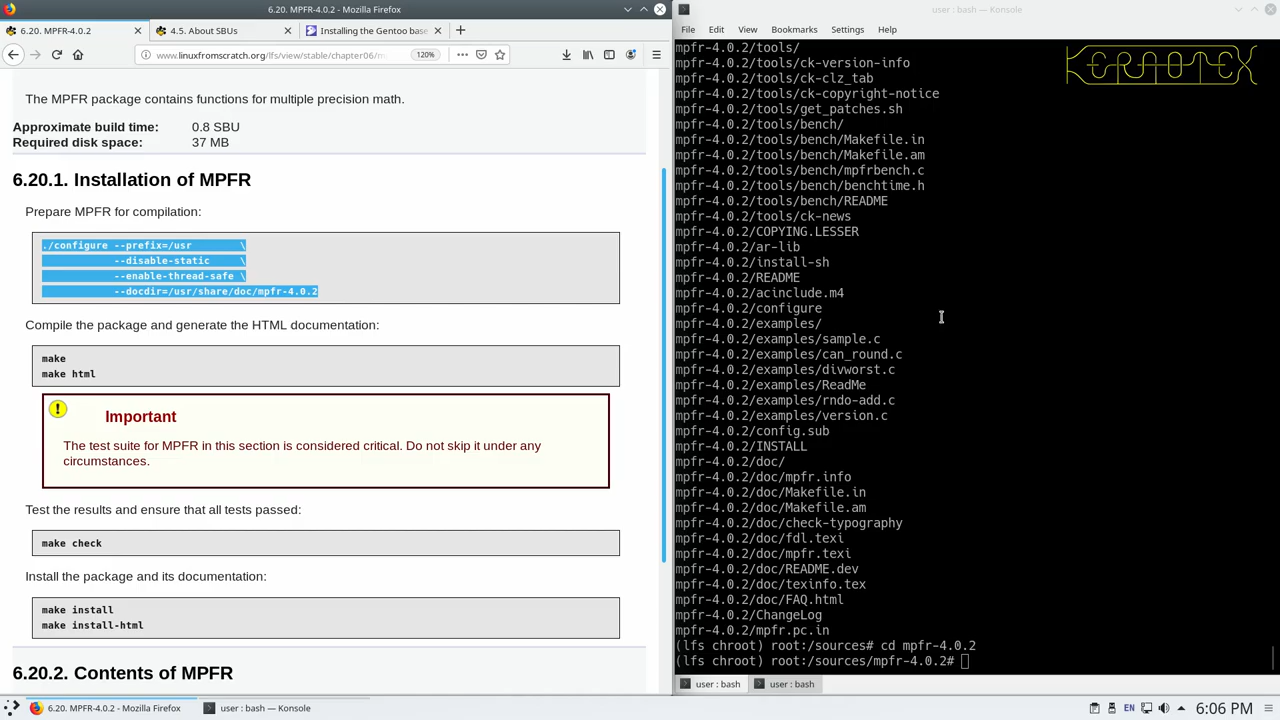 6.20. MPFR-4.0.2 - Mozilla Firefox
6.20. MPFR-4.0.2
4.5. About SBUs
Installing the Gentoo base
www.linuxfromscratch.org/lfs/view/stable/chapter06/m
120%
The MPFR package contains functions for multiple precision math.
Approximate build time: 0.8 SBU
Required disk space: 37 MB
6.20.1. Installation of MPFR
Prepare MPFR for compilation:
./configure --prefix=/usr \
--disable-static \
--enable-thread-safe \
--docdir=/usr/share/doc/mpfr-4.0.2
Compile the package and generate the HTML documentation:
make
make html
Important
The test suite for MPFR in this section is considered critical. Do not skip it under any
circumstances.
Test the results and ensure that all tests passed:
make check
Install the package and its documentation:
make install
make install-html
6.20.2. Contents of MPFR
user : bash — Konsole
File Edit View Bookmarks Settings Help
KERNOTEX
mpfr-4.0.2/tools/
mpfr-4.0.2/tools/ck-version-info
mpfr-4.0.2/tools/ck-clz_tab
mpfr-4.0.2/tools/ck-copyright-notice
mpfr-4.0.2/tools/get_patches.sh
mpfr-4.0.2/tools/bench/
mpfr-4.0.2/tools/bench/Makefile.in
mpfr-4.0.2/tools/bench/Makefile.am
mpfr-4.0.2/tools/bench/mpfrbench.c
mpfr-4.0.2/tools/bench/benchtime.h
mpfr-4.0.2/tools/bench/README
mpfr-4.0.2/tools/ck-news
mpfr-4.0.2/COPYING.LESSER
mpfr-4.0.2/ar-lib
mpfr-4.0.2/install-sh
mpfr-4.0.2/README
mpfr-4.0.2/acinclude.m4
mpfr-4.0.2/configure
mpfr-4.0.2/examples/
mpfr-4.0.2/examples/sample.c
mpfr-4.0.2/examples/can_round.c
mpfr-4.0.2/examples/divworst.c
mpfr-4.0.2/examples/ReadMe
mpfr-4.0.2/examples/rndo-add.c
mpfr-4.0.2/examples/version.c
mpfr-4.0.2/config.sub
mpfr-4.0.2/INSTALL
mpfr-4.0.2/doc/
mpfr-4.0.2/doc/mpfr.info
mpfr-4.0.2/doc/Makefile.in
mpfr-4.0.2/doc/Makefile.am
mpfr-4.0.2/doc/check-typography
mpfr-4.0.2/doc/fdl.texi
mpfr-4.0.2/doc/mpfr.texi
mpfr-4.0.2/doc/README.dev
mpfr-4.0.2/doc/texinfo.tex
mpfr-4.0.2/doc/FAQ.html
mpfr-4.0.2/ChangeLog
mpfr-4.0.2/mpfr.pc.in
(lfs chroot) root:/sources# cd mpfr-4.0.2
(lfs chroot) root:/sources/mpfr-4.0.2#
user : bash
user : bash
6.20. MPFR-4.0.2 - Mozilla Firefox
user : bash — Konsole
EN
6:06 PM